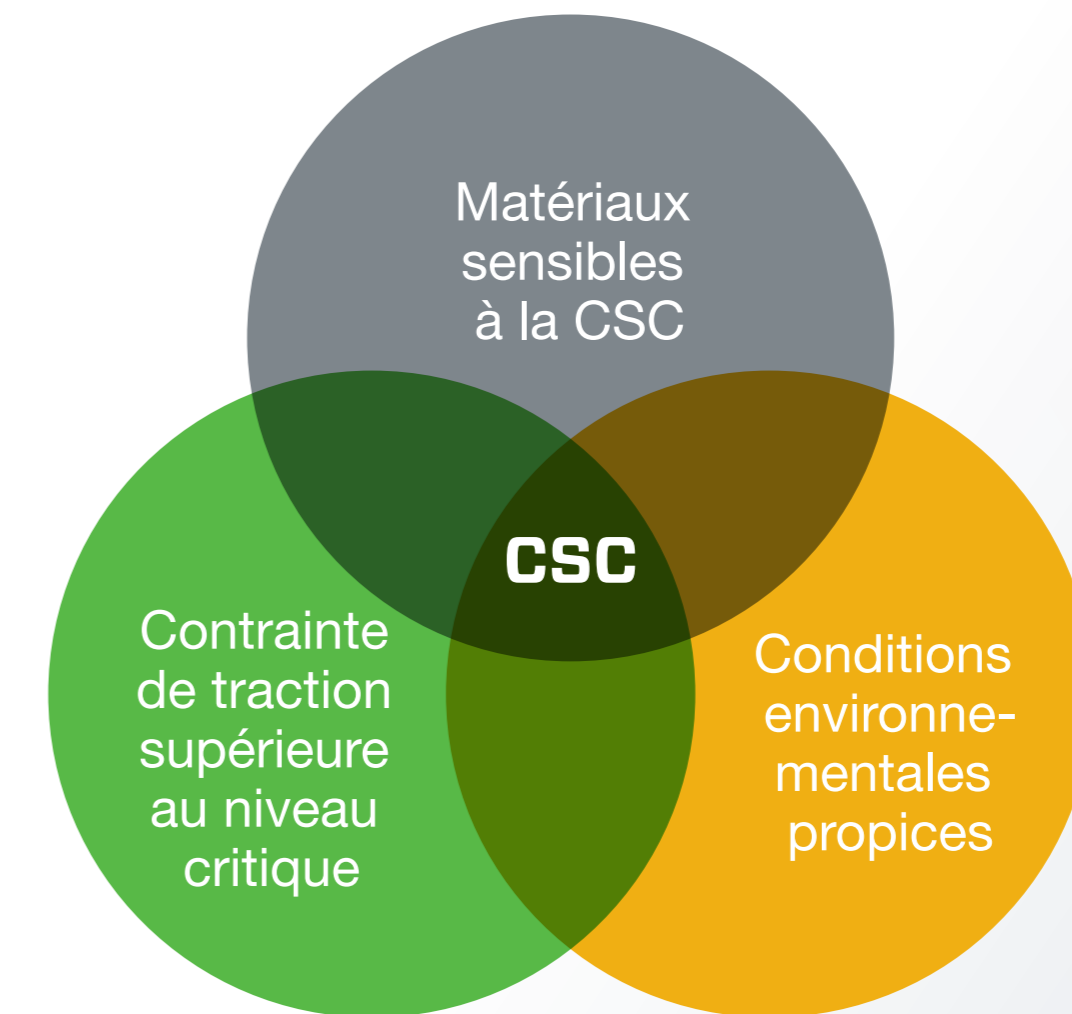 Matériaux
sensibles
à la CSC
CSC
Contrainte
de traction
supérieure
au niveau
critique
Conditions
environne-
mentales
propices